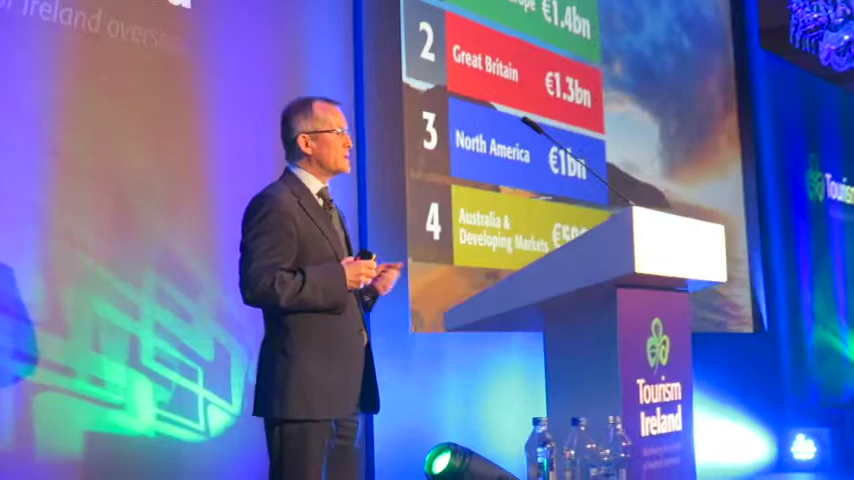 Ireland overse
€1.4bn
2
Great Britain
€1.3bn
3
North America
€1bn
4
Australia &
Developing Markets
Tourism
Tourism
Ireland